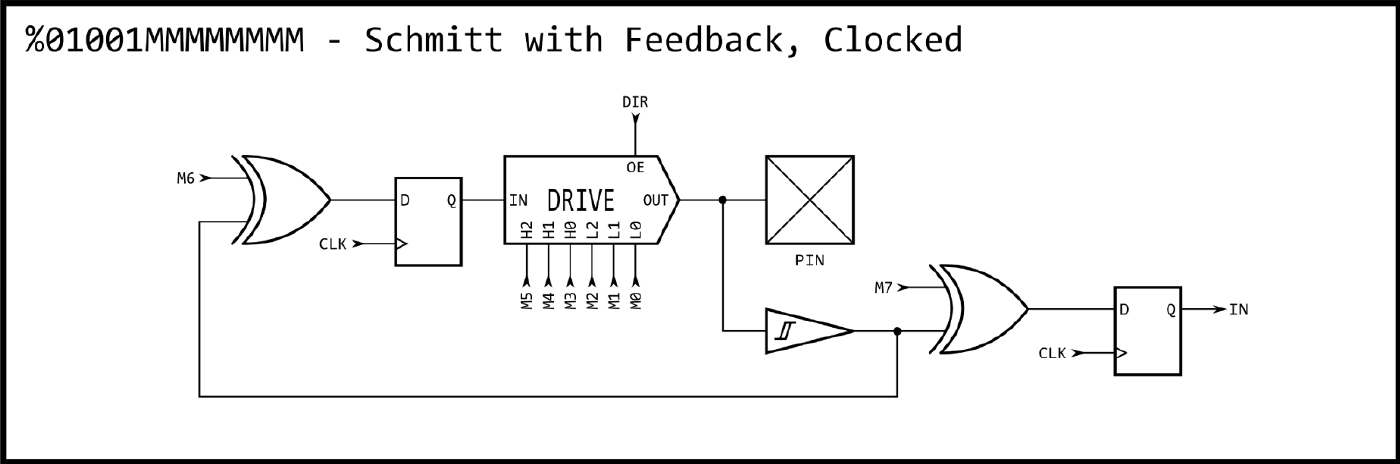 %01001MMMMMMMM - Schmitt with Feedback, Clocked
DIR
OE
M6
D Q
CLK
IN DRIVE OUT
H2 H1 H0 L2 L1 L0
M5 M4 M3 M2 M1 M0
PIN
M7
D Q
IN
CLK